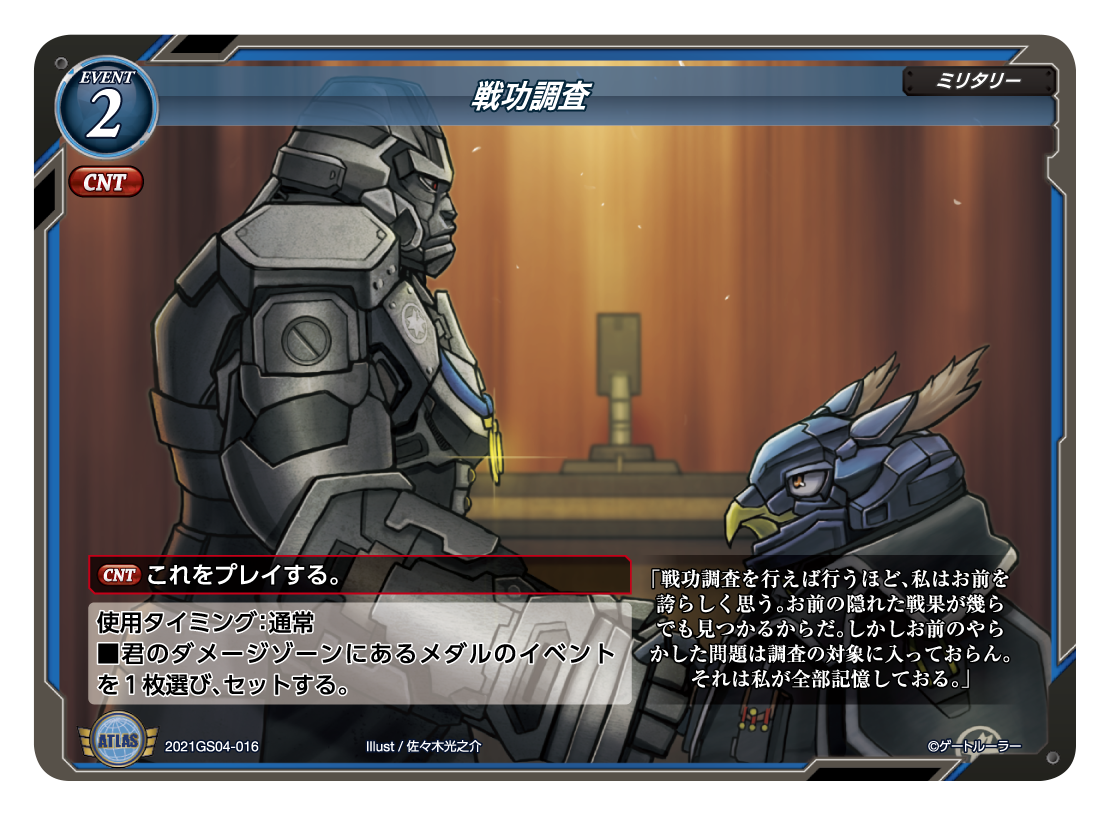 EVENT
2
戦功調査
ミリタリー
CNT
CNT これをプレイする。
使用タイミング：通常
■君のダメージゾーンにあるメダルのイベント
を１枚選び、セットする。
「戦功調査を行えば行うほど、私はお前を
誇らしく思う。お前の隠れた戦果が幾ら
でも見つかるからだ。しかしお前のやら
かした問題は調査の対象に入っておらん。
それは私が全部記憶しておる。」
ATLAS
2021GS04-016
Illust / 佐々木光之介
©ゲートルーラー